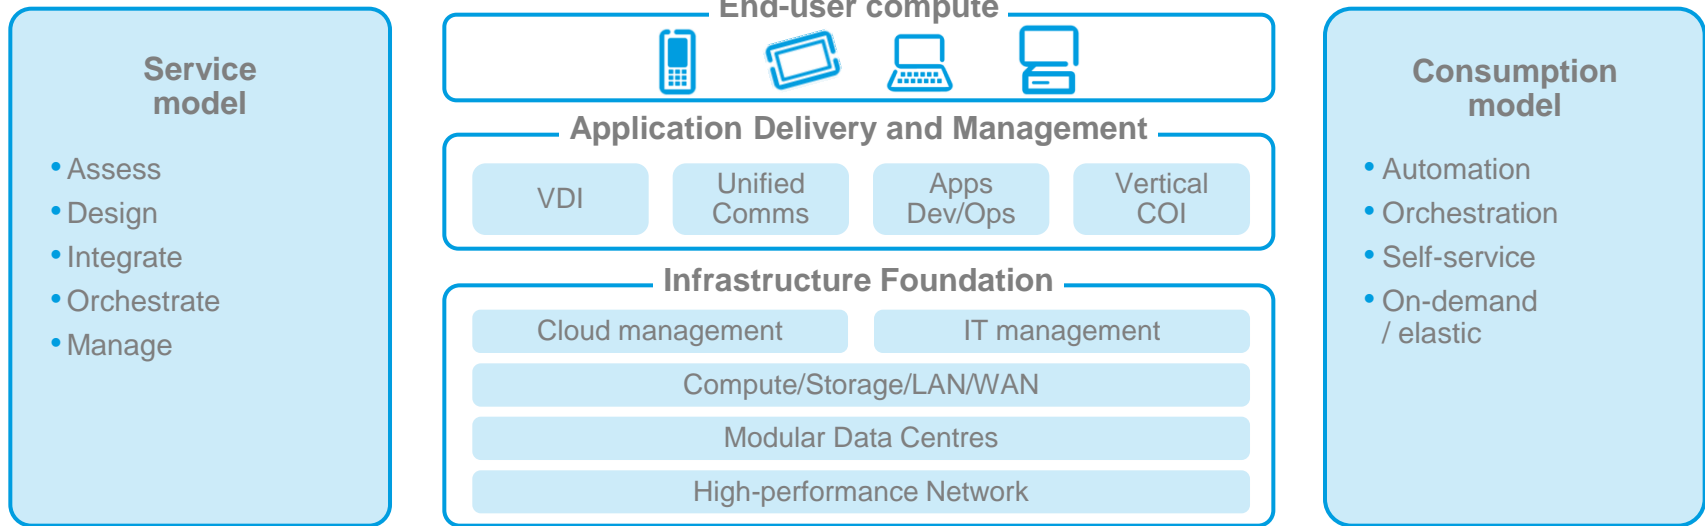 Service
model
• Assess
• Design
• Integrate
• Orchestrate
• Manage
End-user compute
Application Delivery and Management
VDI
Unified
Comms
Apps
Dev/Ops
Vertical
COI
Infrastructure Foundation
Cloud management
IT management
Compute/Storage/LAN/WAN
Modular Data Centres
High-performance Network
Consumption
model
• Automation
• Orchestration
• Self-service
• On-demand
/ elastic